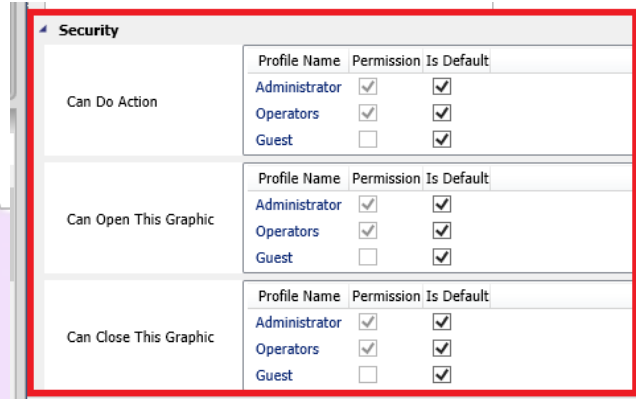 Security
Can Do Action
Profile Name Permission Is Default
Administrator
Operators
Guest
Can Open This Graphic
Profile Name Permission Is Default
Administrator
Operators
Guest
Can Close This Graphic
Profile Name Permission Is Default
Administrator
Operators
Guest